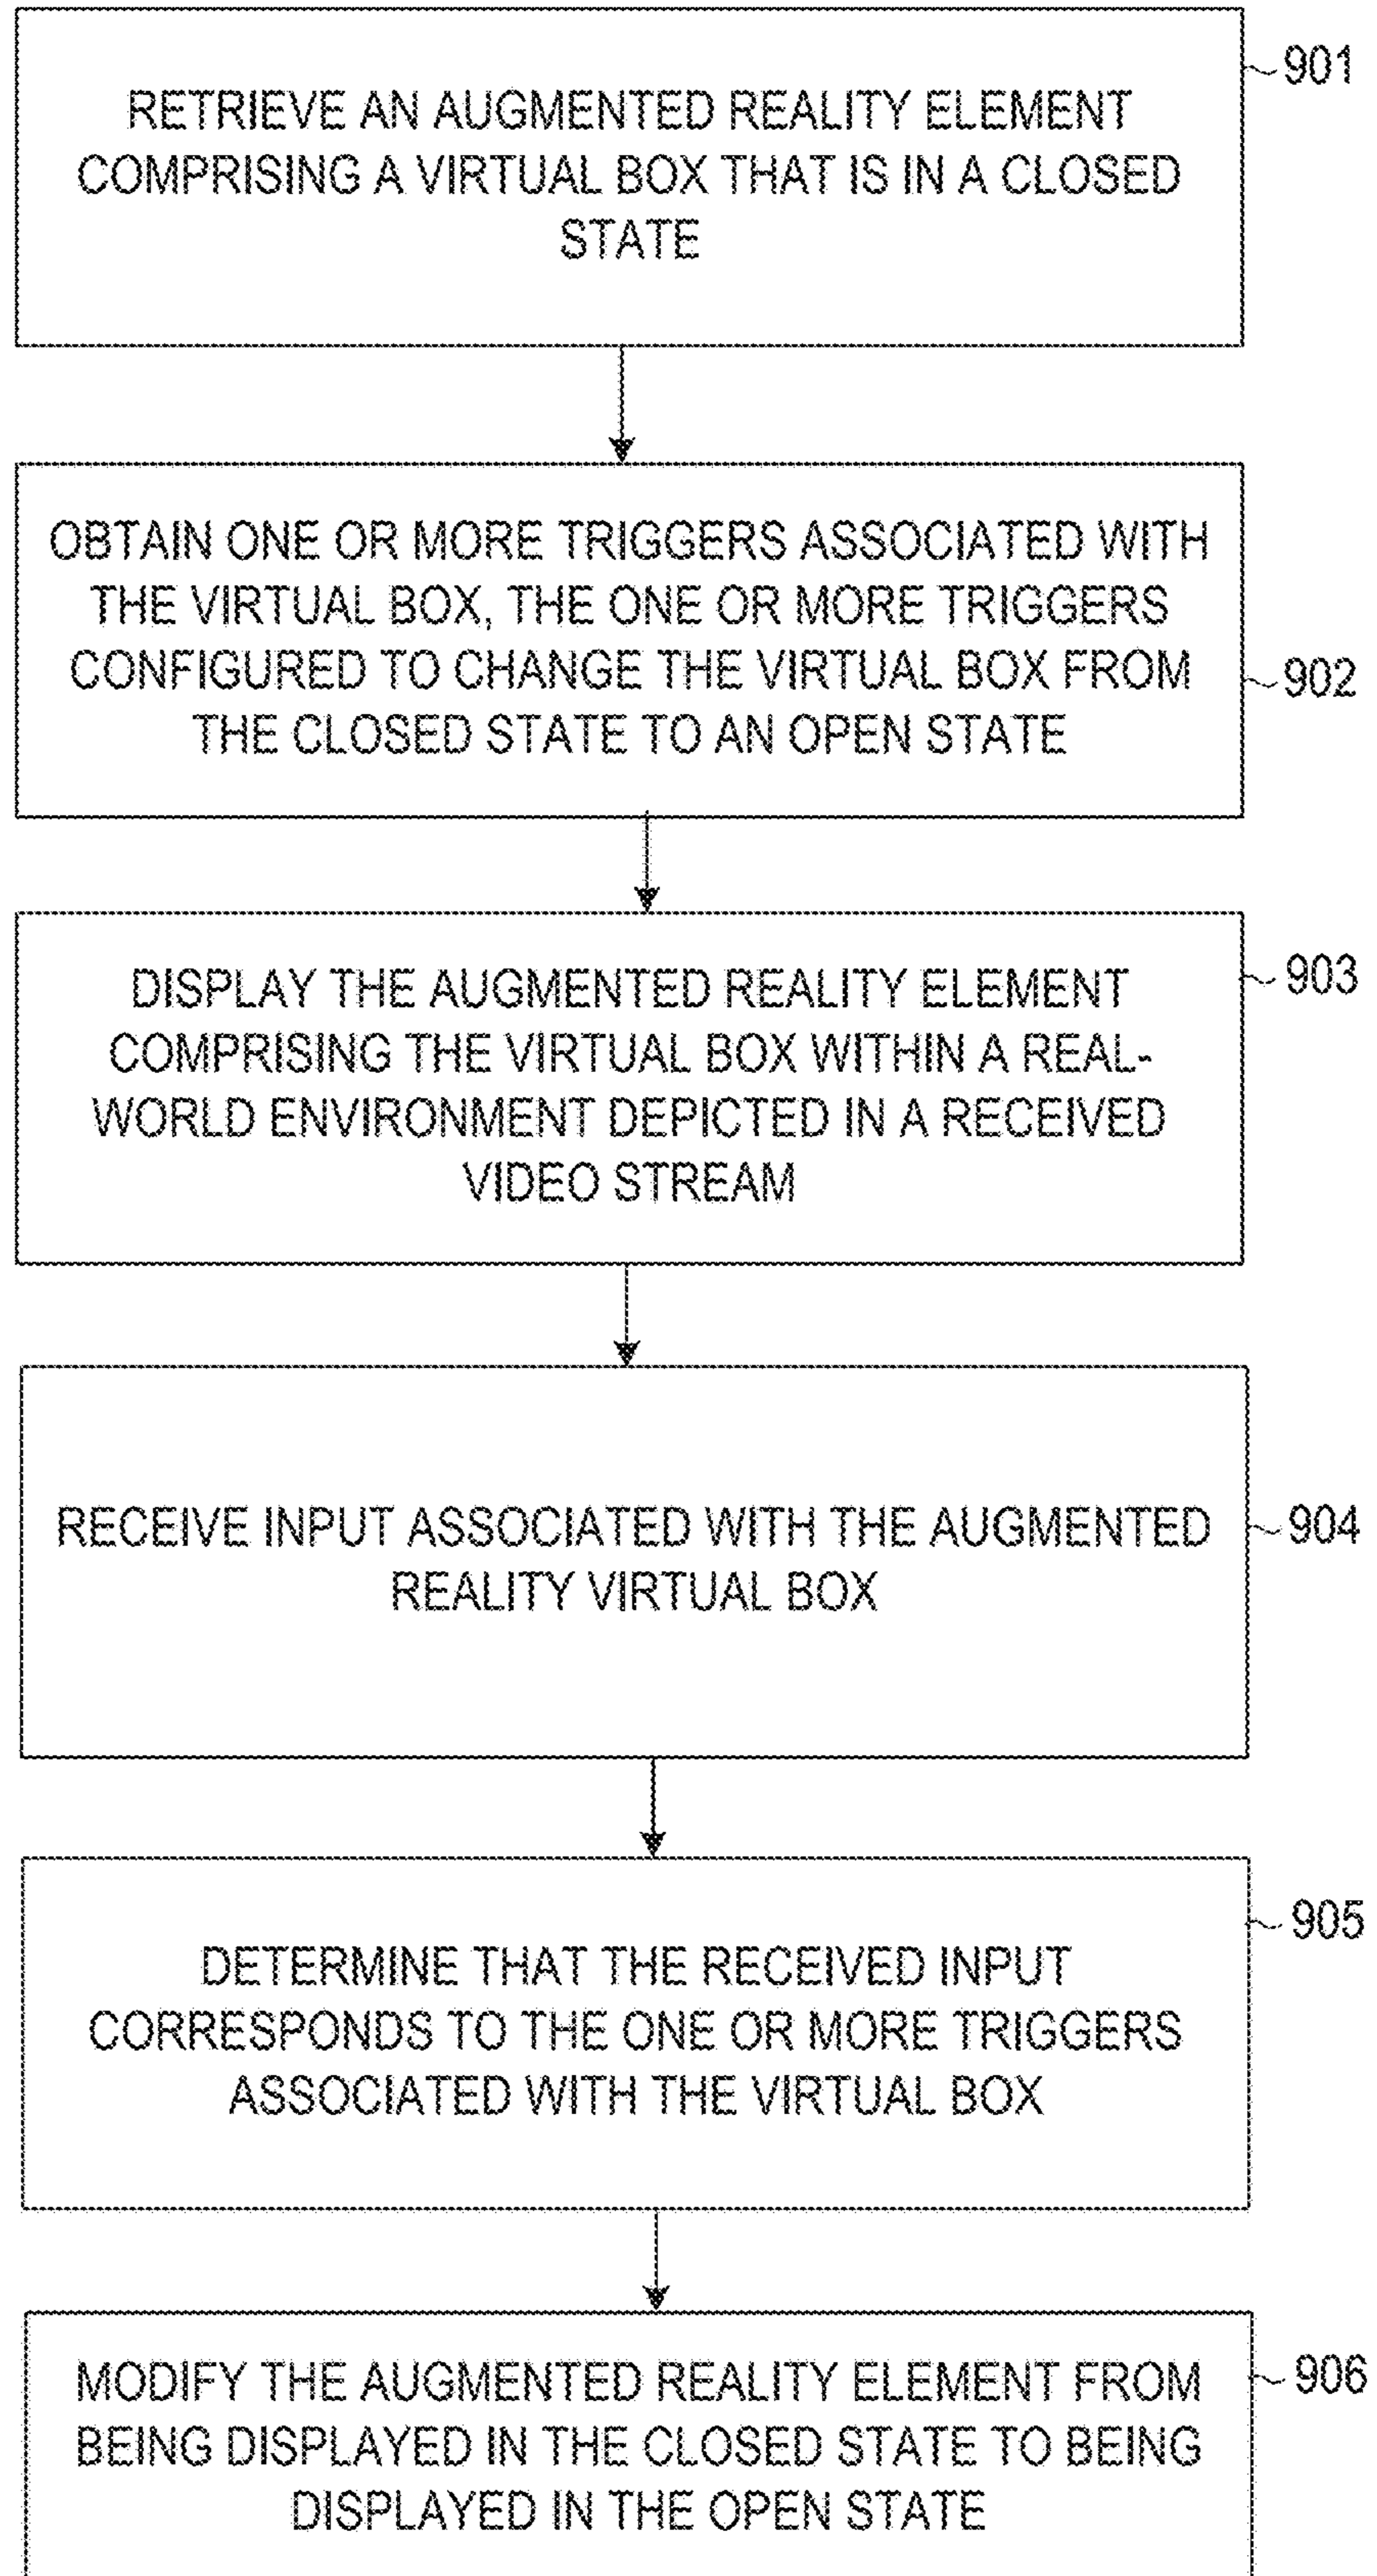 RETRIEVE AN AUGMENTED REALITY ELEMENT
COMPRISING A VIRTUAL BOX THAT IS IN A CLOSED
STATE
901
OBTAIN ONE OR MORE TRIGGERS ASSOCIATED WITH
THE VIRTUAL BOX, THE ONE OR MORE TRIGGERS
CONFIGURED TO CHANGE THE VIRTUAL BOX FROM
THE CLOSED STATE TO AN OPEN STATE
902
DISPLAY THE AUGMENTED REALITY ELEMENT
COMPRISING THE VIRTUAL BOX WITHIN A REAL-
WORLD ENVIRONMENT DEPICTED IN A RECEIVED
VIDEO STREAM
903
RECEIVE INPUT ASSOCIATED WITH THE AUGMENTED
REALITY VIRTUAL BOX
904
DETERMINE THAT THE RECEIVED INPUT
CORRESPONDS TO THE ONE OR MORE TRIGGERS
ASSOCIATED WITH THE VIRTUAL BOX
905
MODIFY THE AUGMENTED REALITY ELEMENT FROM
BEING DISPLAYED IN THE CLOSED STATE TO BEING
DISPLAYED IN THE OPEN STATE
906